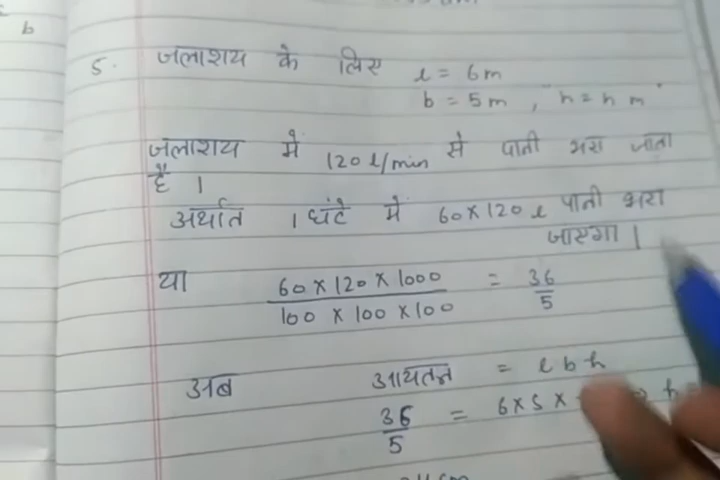 b
5. जलाशय के लिए l = 6m
b = 5m, h = h m
जलाशय में 120 l/min से पानी भरा जाता
है ।
अर्थात 1 घंटे में 60×120 l पानी भरा
जाएगा ।
या 60 × 120 × 1000 / 100 × 100 × 100 = 36/5
अब आयतन = l b h
36/5 = 6×5×